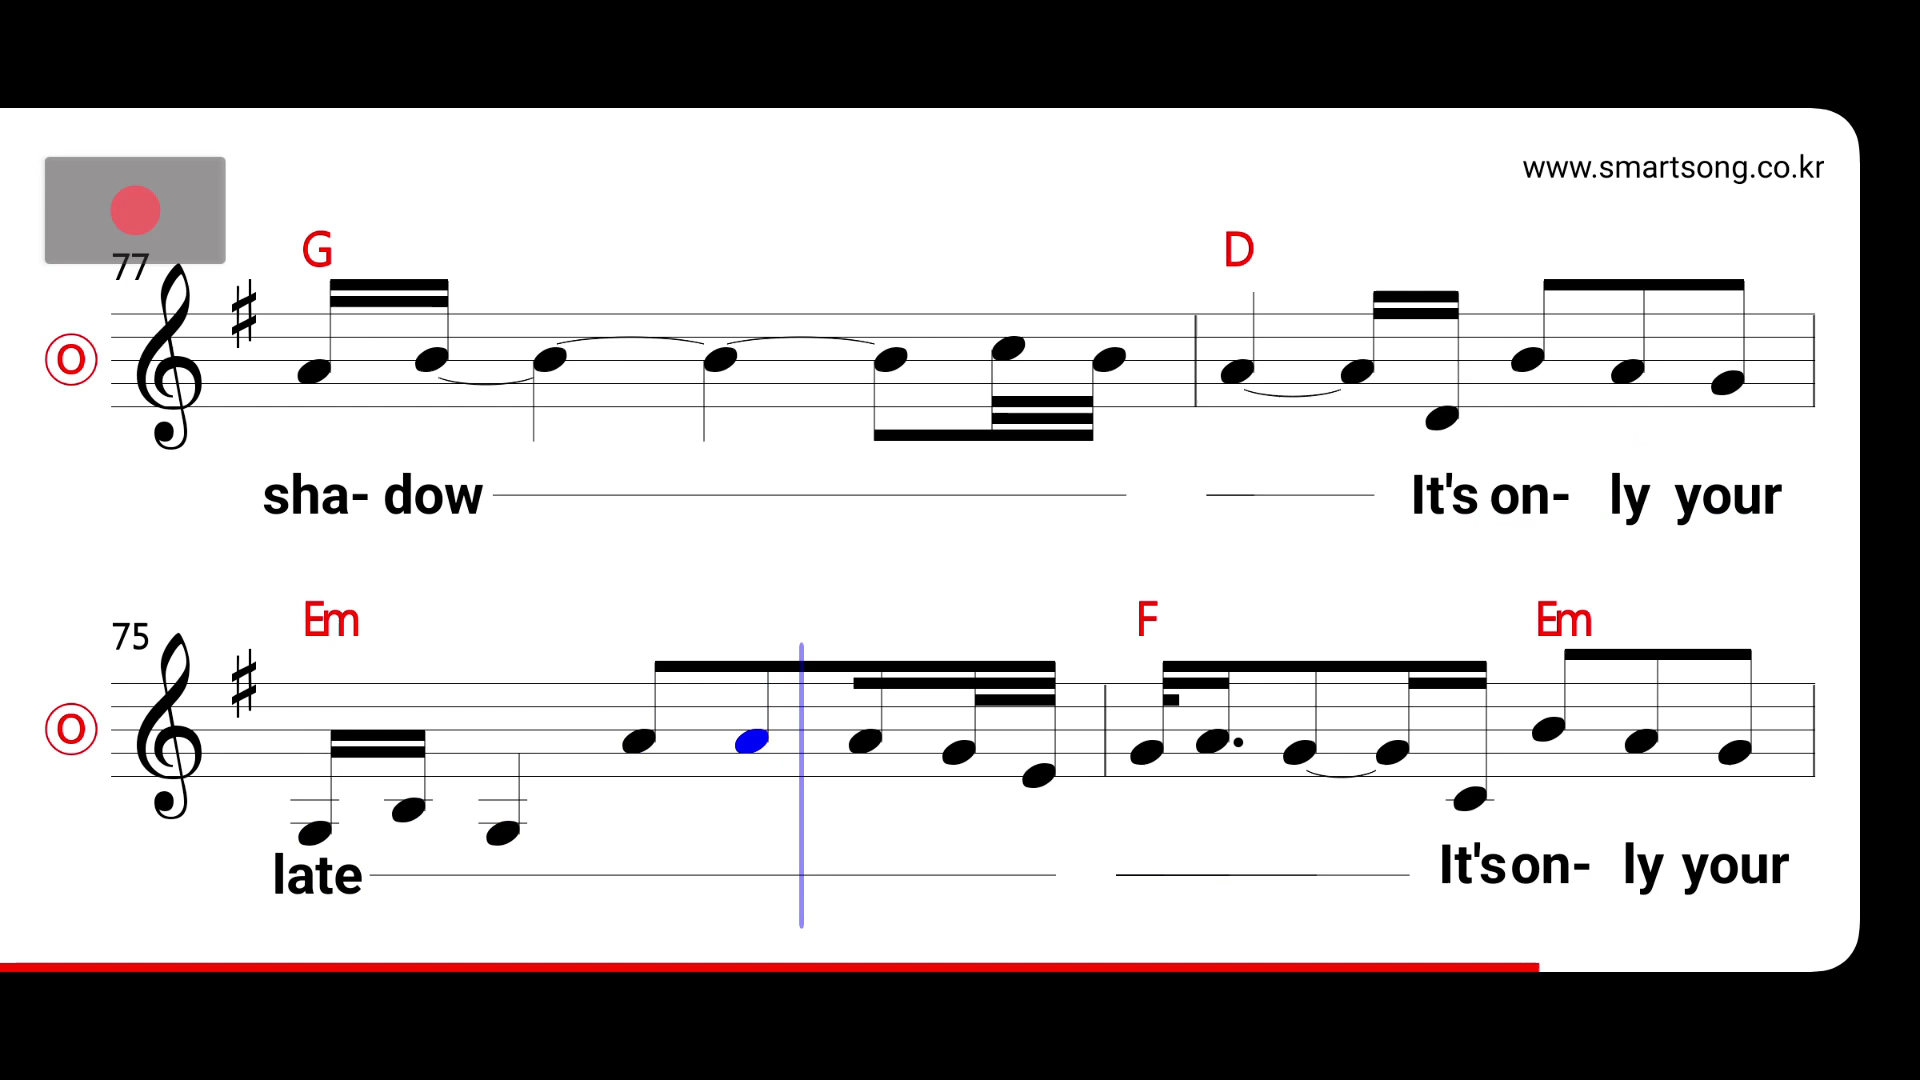 www.smartsong.co.kr
77 G D
O
sha- dow It's on- ly your
75 Em F Em
O
late It's on- ly your